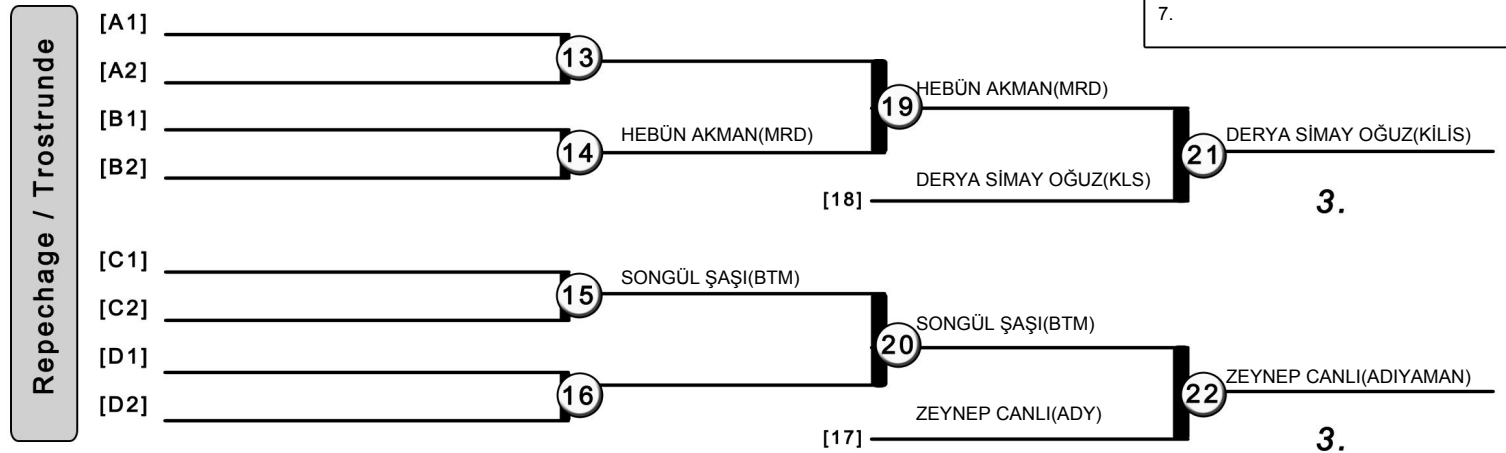 7.
Repechage / Trostrunde
[A1]
[A2]
13
[B1]
[B2]
14
HEBÜN AKMAN(MRD)
19
HEBÜN AKMAN(MRD)
[18]
DERYA SİMAY OĞUZ(KLS)
21
DERYA SİMAY OĞUZ(KİLİS)
3.
[C1]
[C2]
15
SONGÜL ŞAŞI(BTM)
[D1]
[D2]
16
20
SONGÜL ŞAŞI(BTM)
[17]
ZEYNEP CANLI(ADY)
22
ZEYNEP CANLI(ADIYAMAN)
3.